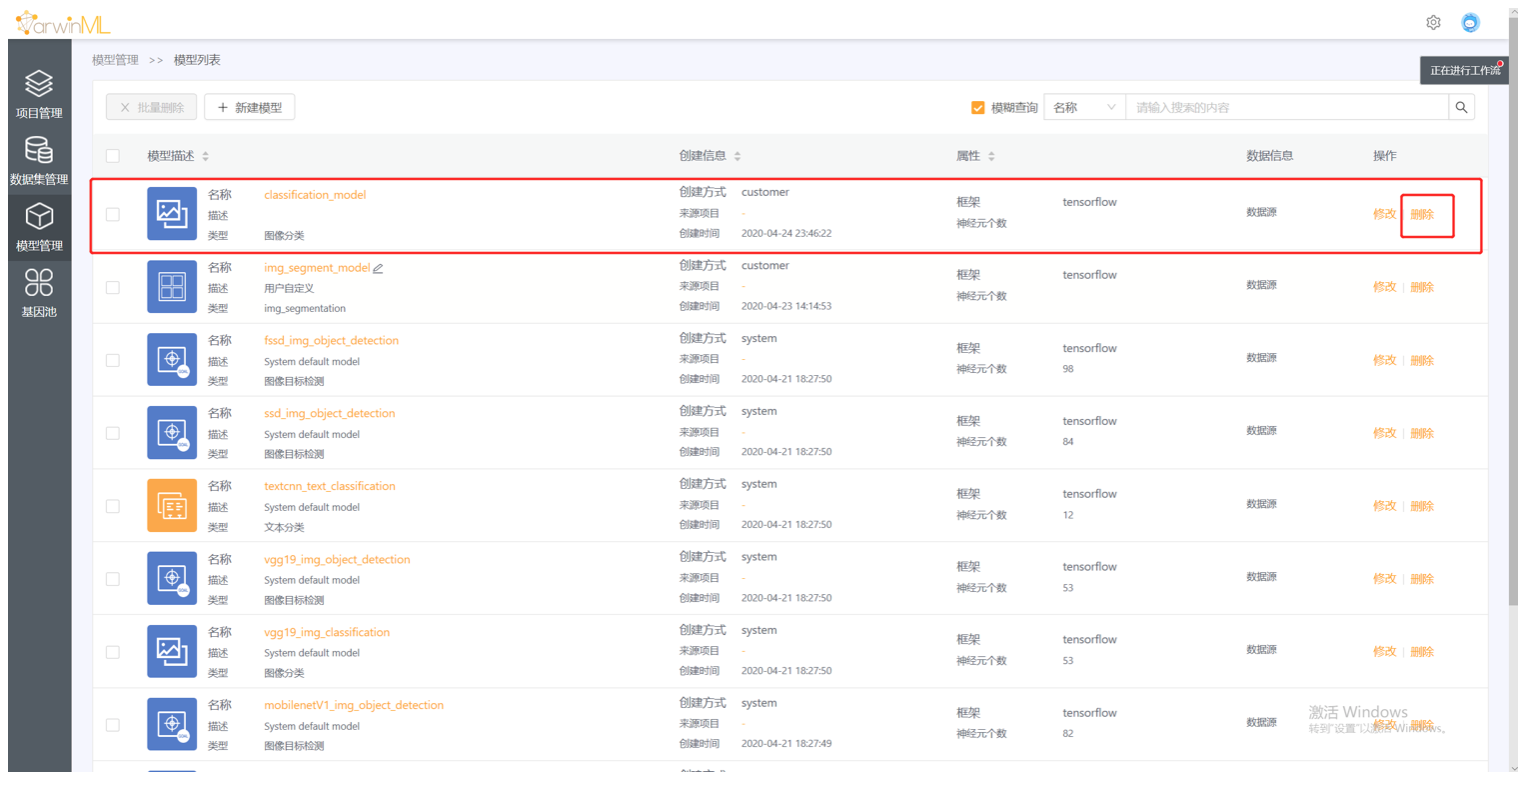 DarwinML
模型管理 >> 模型列表
正在进行工作流
批量删除 新建模型 模糊查询 名称 请输入搜索的内容
项目管理
数据集管理
模型管理
基因池
模型描述 创建信息 属性 数据信息 操作
名称 classification_model 创建方式 customer 框架 tensorflow 数据源 修改 删除
描述 来源项目 - 神经元个数
类型 图像分类 创建时间 2020-04-24 23:46:22
名称 img_segment_model 创建方式 customer 框架 tensorflow 数据源 修改 删除
描述 用户自定义 来源项目 - 神经元个数
类型 img_segmentation 创建时间 2020-04-23 14:14:53
名称 fssd_img_object_detection 创建方式 system 框架 tensorflow 数据源 修改 删除
描述 System default model 来源项目 - 神经元个数 98
类型 图像目标检测 创建时间 2020-04-21 18:27:50
名称 ssd_img_object_detection 创建方式 system 框架 tensorflow 数据源 修改 删除
描述 System default model 来源项目 - 神经元个数 84
类型 图像目标检测 创建时间 2020-04-21 18:27:50
名称 textcnn_text_classification 创建方式 system 框架 tensorflow 数据源 修改 删除
描述 System default model 来源项目 - 神经元个数 12
类型 文本分类 创建时间 2020-04-21 18:27:50
名称 vgg19_img_object_detection 创建方式 system 框架 tensorflow 数据源 修改 删除
描述 System default model 来源项目 - 神经元个数 53
类型 图像目标检测 创建时间 2020-04-21 18:27:50
名称 vgg19_img_classification 创建方式 system 框架 tensorflow 数据源 修改 删除
描述 System default model 来源项目 - 神经元个数 53
类型 图像分类 创建时间 2020-04-21 18:27:50
名称 mobilenetV1_img_object_detection 创建方式 system 框架 tensorflow 数据源 修改 删除
描述 System default model 来源项目 - 神经元个数 82
类型 图像目标检测 创建时间 2020-04-21 18:27:49
激活 Windows
转到"设置"以激活 Windows。